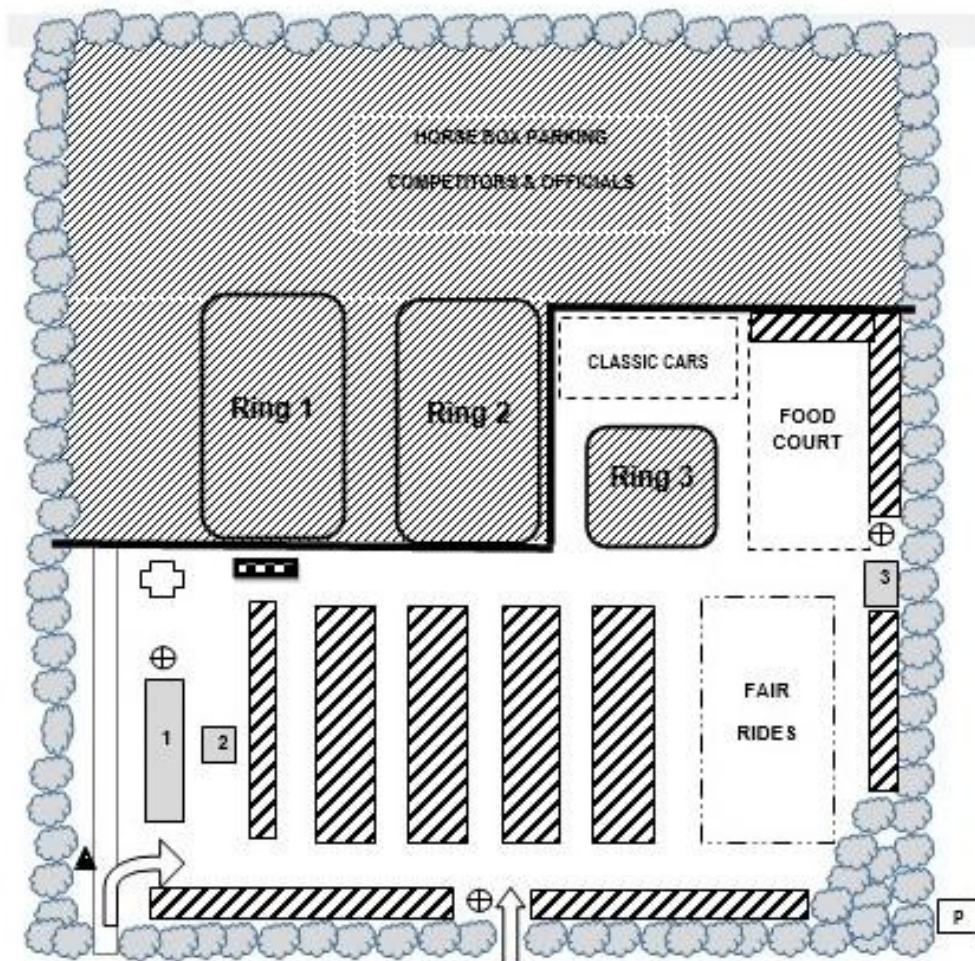 HORSE BOX PARKING
COMPETITORS & OFFICIALS
CLASSIC CARS
Ring 1
Ring 2
FOOD
COURT
Ring 3
3
FAIR
RIDES
1
2
P